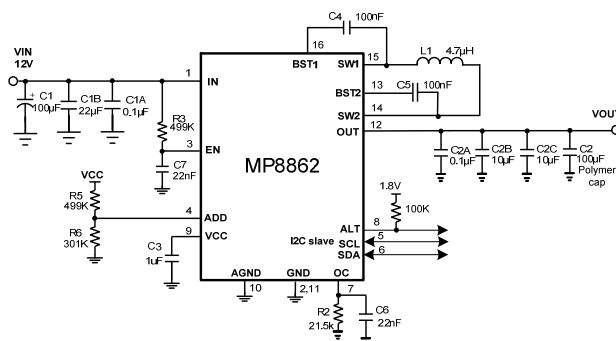 C4
100nF
16
BST1
15
SW1
L1
4.7µH
VIN
12V
1
IN
13
BST2
C5
100nF
14
SW2
12
OUT
VOUT
+
C1
100µF
C1B
22µF
C1A
0.1µF
R3
499K
3
EN
C7
22nF
MP8862
C2A
0.1µF
C2B
10µF
C2C
10µF
C2
100µF
Polymer
cap
VCC
R5
499K
R6
301K
4
ADD
9
VCC
C3
1uF
1.8V
100K
ALT
8
I2C slave
SCL
5
SDA
6
AGND
10
GND
2,11
OC
7
R2
21.5k
C6
22nF